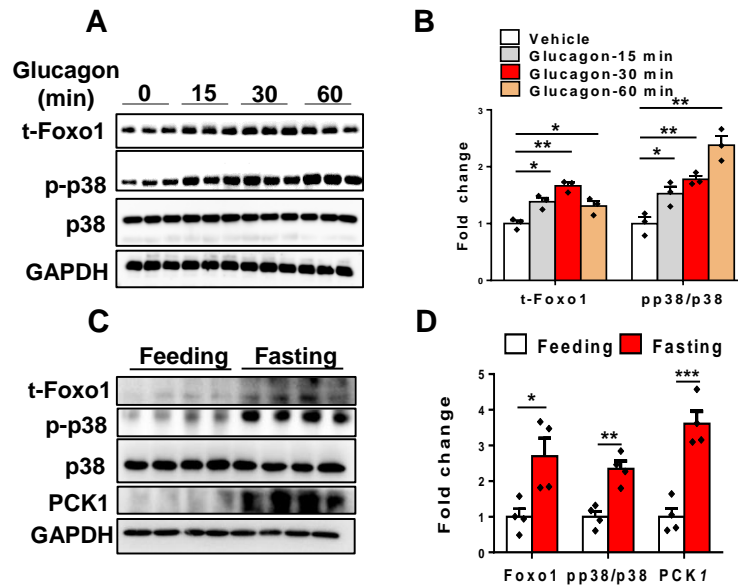 A
Glucagon
(min)
0 15 30 60
t-Foxo1
p-p38
p38
GAPDH
B
Vehicle
Glucagon-15 min
Glucagon-30 min
Glucagon-60 min
Fold change
3
2
1
0
* ** *
* ** **
t-Foxo1 pp38/p38
C
Feeding Fasting
t-Foxo1
p-p38
p38
PCK1
GAPDH
D
Feeding Fasting
Fold change
6
5
4
3
2
1
0
* ** ***
Foxo1 pp38/p38 PCK1